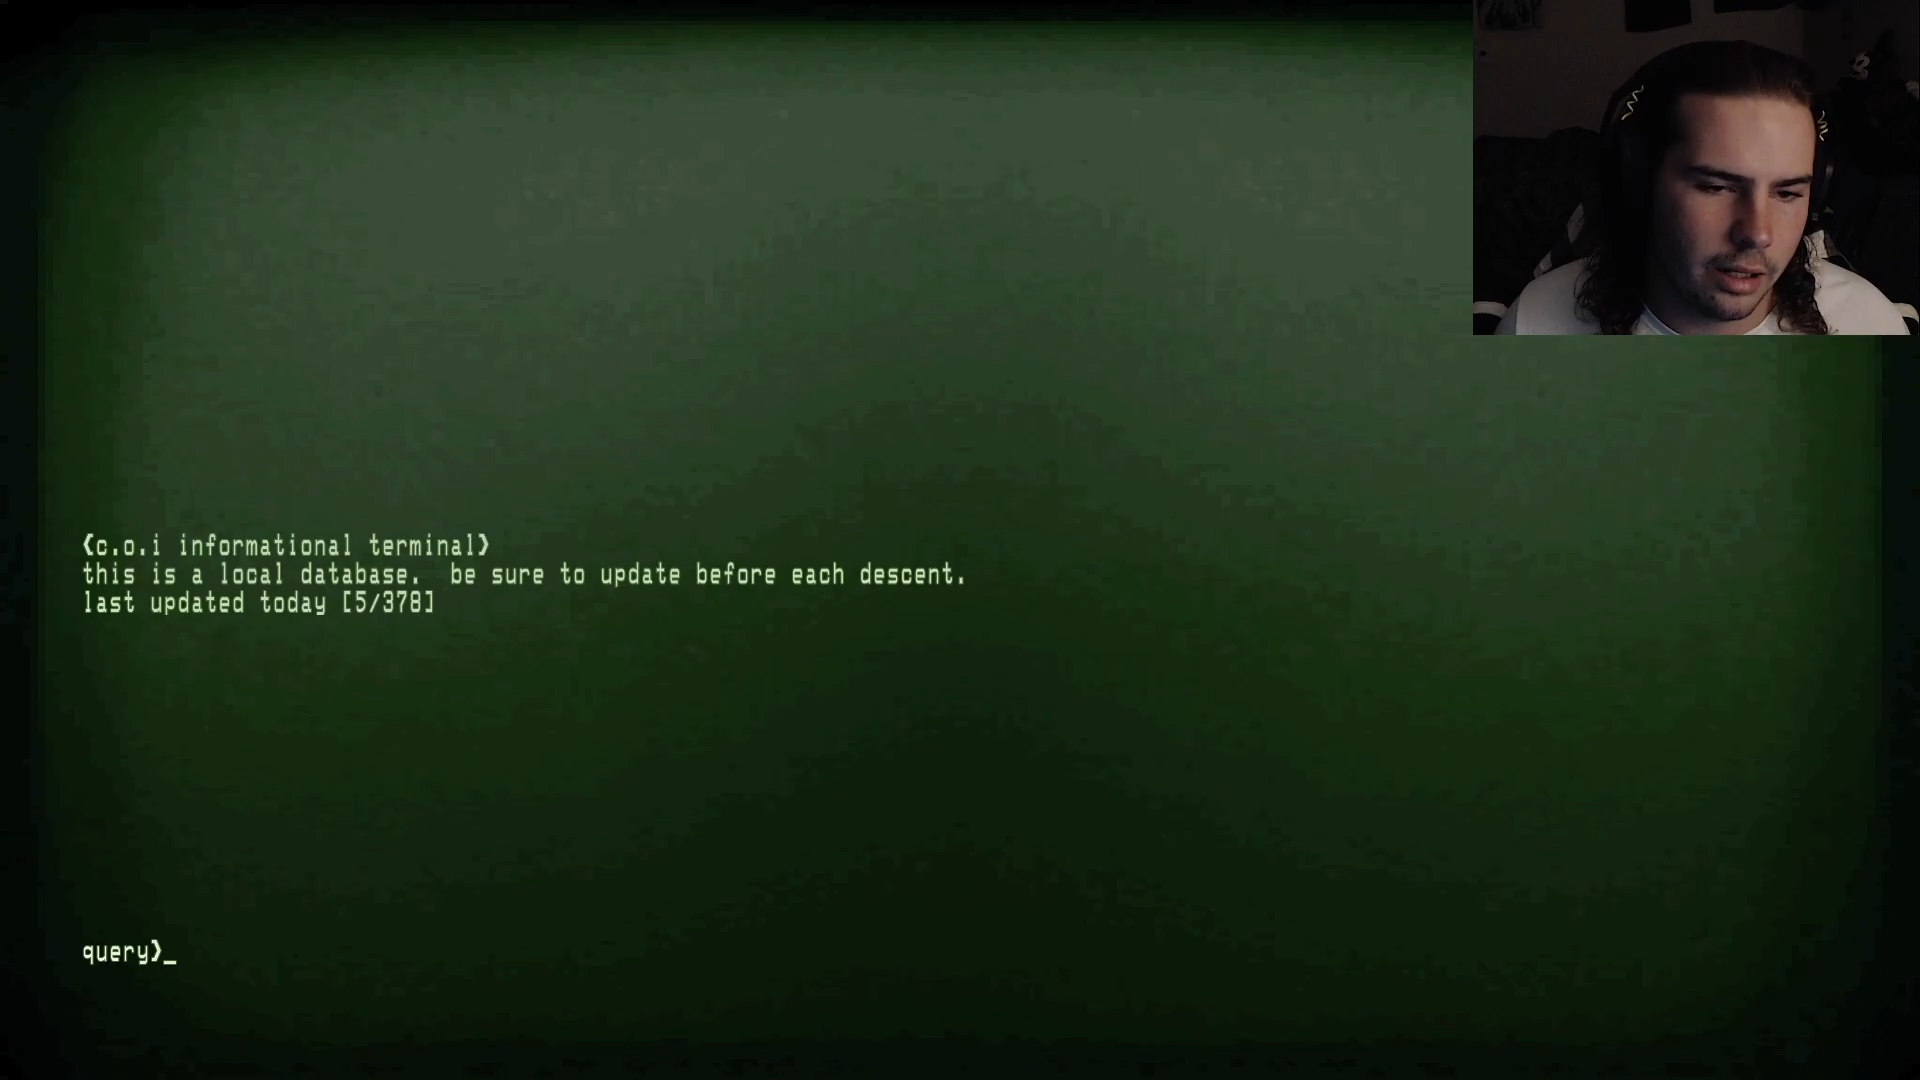 <c.o.i informational terminal>
this is a local database.  be sure to update before each descent.
last updated today [5/378]
query>_